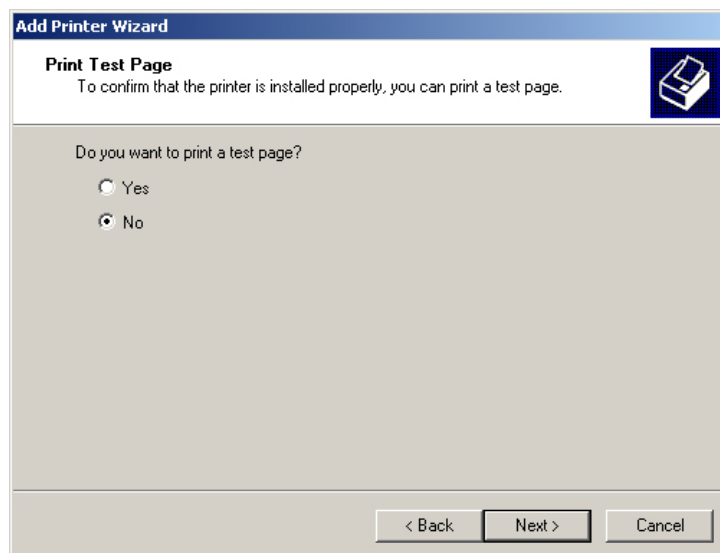 Add Printer Wizard
Print Test Page
To confirm that the printer is installed properly, you can print a test page.
Do you want to print a test page?
Yes
No
< Back
Next >
Cancel